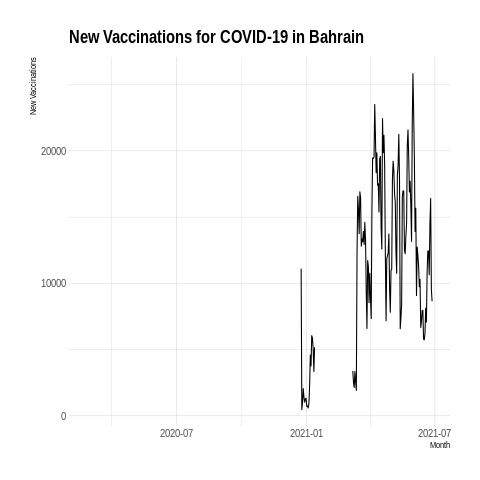 New Vaccinations for COVID-19 in Bahrain
New Vaccinations
20000
10000
0
2020-07
2021-01
2021-07
Month